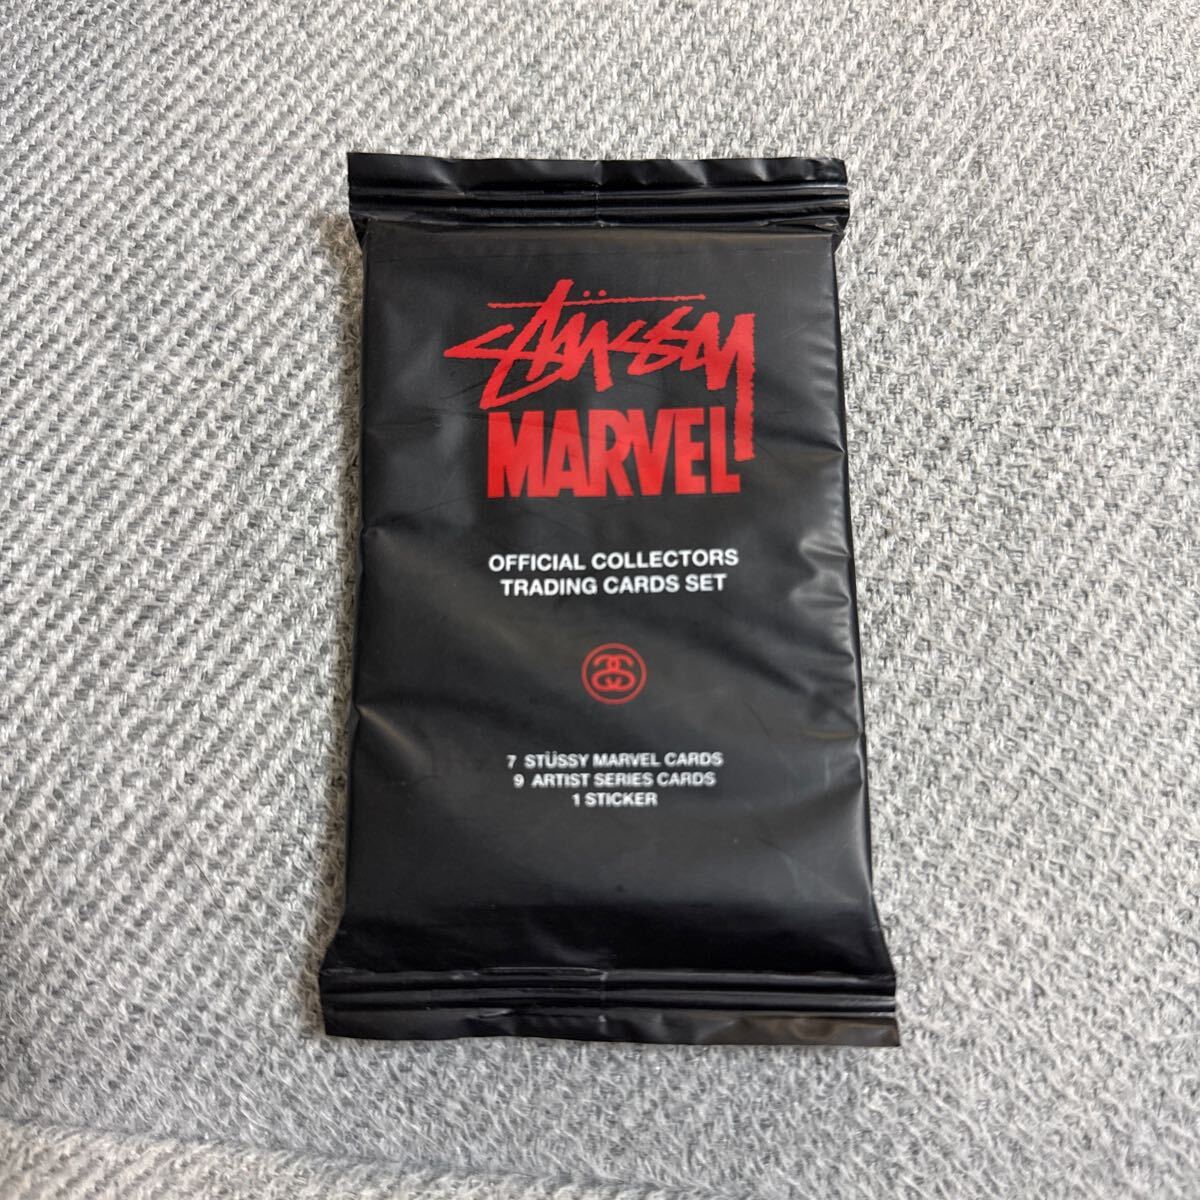 STÜSSY
MARVEL
OFFICIAL COLLECTORS
TRADING CARDS SET
7 STÜSSY MARVEL CARDS
9 ARTIST SERIES CARDS
1 STICKER